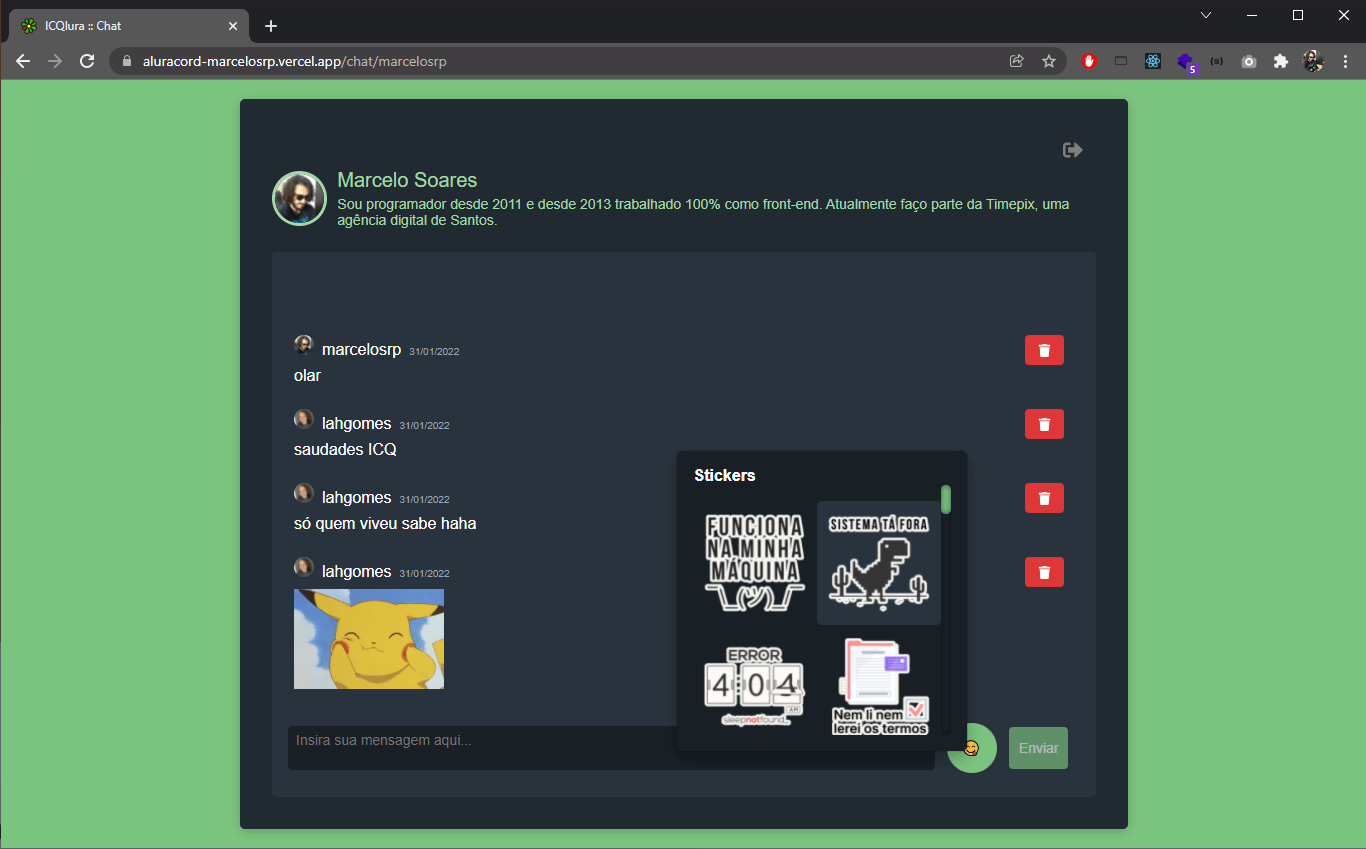 ICQlura :: Chat
aluracord-marcelosrp.vercel.app/chat/marcelosrp
5
Marcelo Soares
Sou programador desde 2011 e desde 2013 trabalhado 100% como front-end. Atualmente faço parte da Timepix, uma
agência digital de Santos.
marcelosrp 31/01/2022
olar
lahgomes 31/01/2022
saudades ICQ
lahgomes 31/01/2022
só quem viveu sabe haha
lahgomes 31/01/2022
Stickers
FUNCIONA
NA MINHA
MÁQUINA
¯\_(ツ)_/¯
SISTEMA TÁ FORA
ERROR
4:04
AM
sleepnotfound...
Nem li nem
lerei os termos
Insira sua mensagem aqui...
Enviar